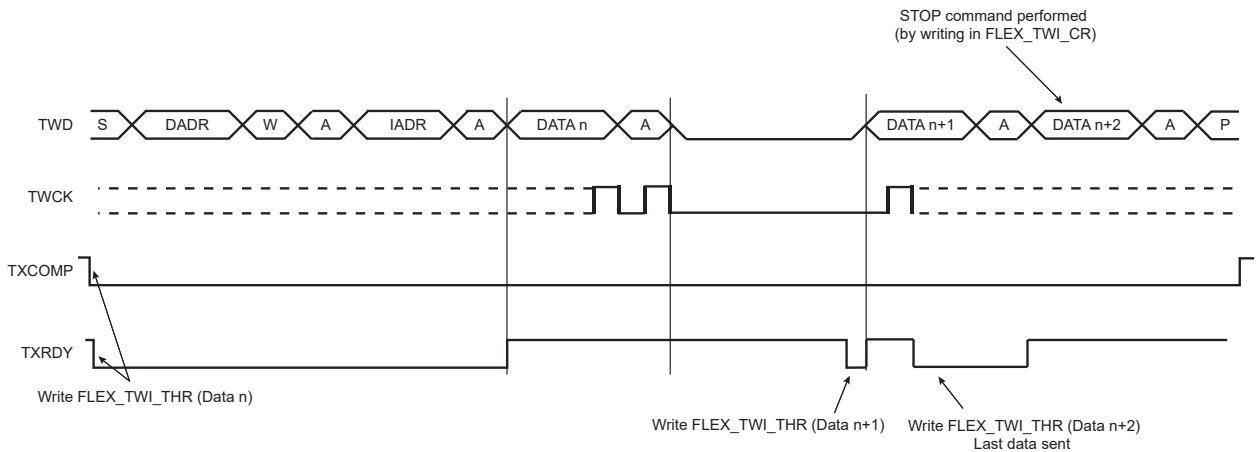 STOP command performed
(by writing in FLEX_TWI_CR)
TWD S DADR W A IADR A DATA n A DATA n+1 A DATA n+2 A P
TWCK
TXCOMP
TXRDY
Write FLEX_TWI_THR (Data n)
Write FLEX_TWI_THR (Data n+1)
Write FLEX_TWI_THR (Data n+2)
Last data sent